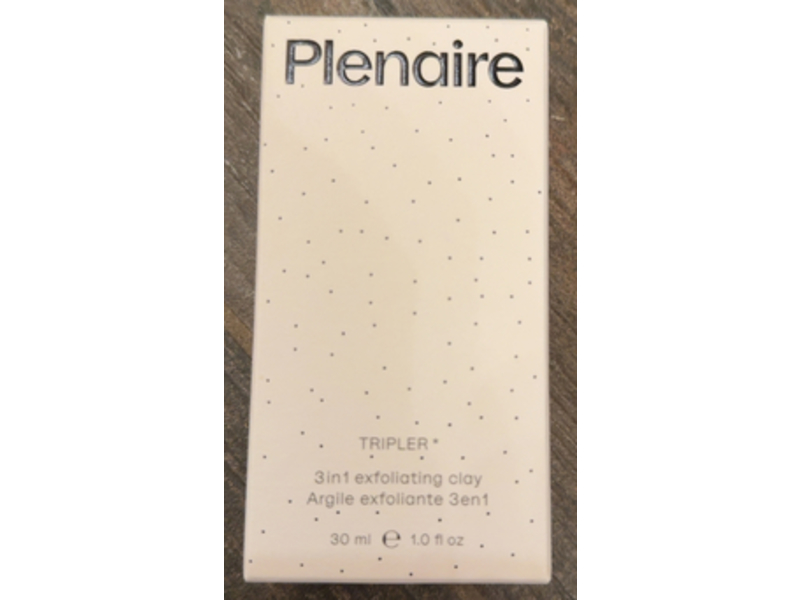 Plenaire
TRIPLER®
3in1 exfoliating clay
Argile exfoliante 3en1
30 ml ℮ 1.0 fl oz